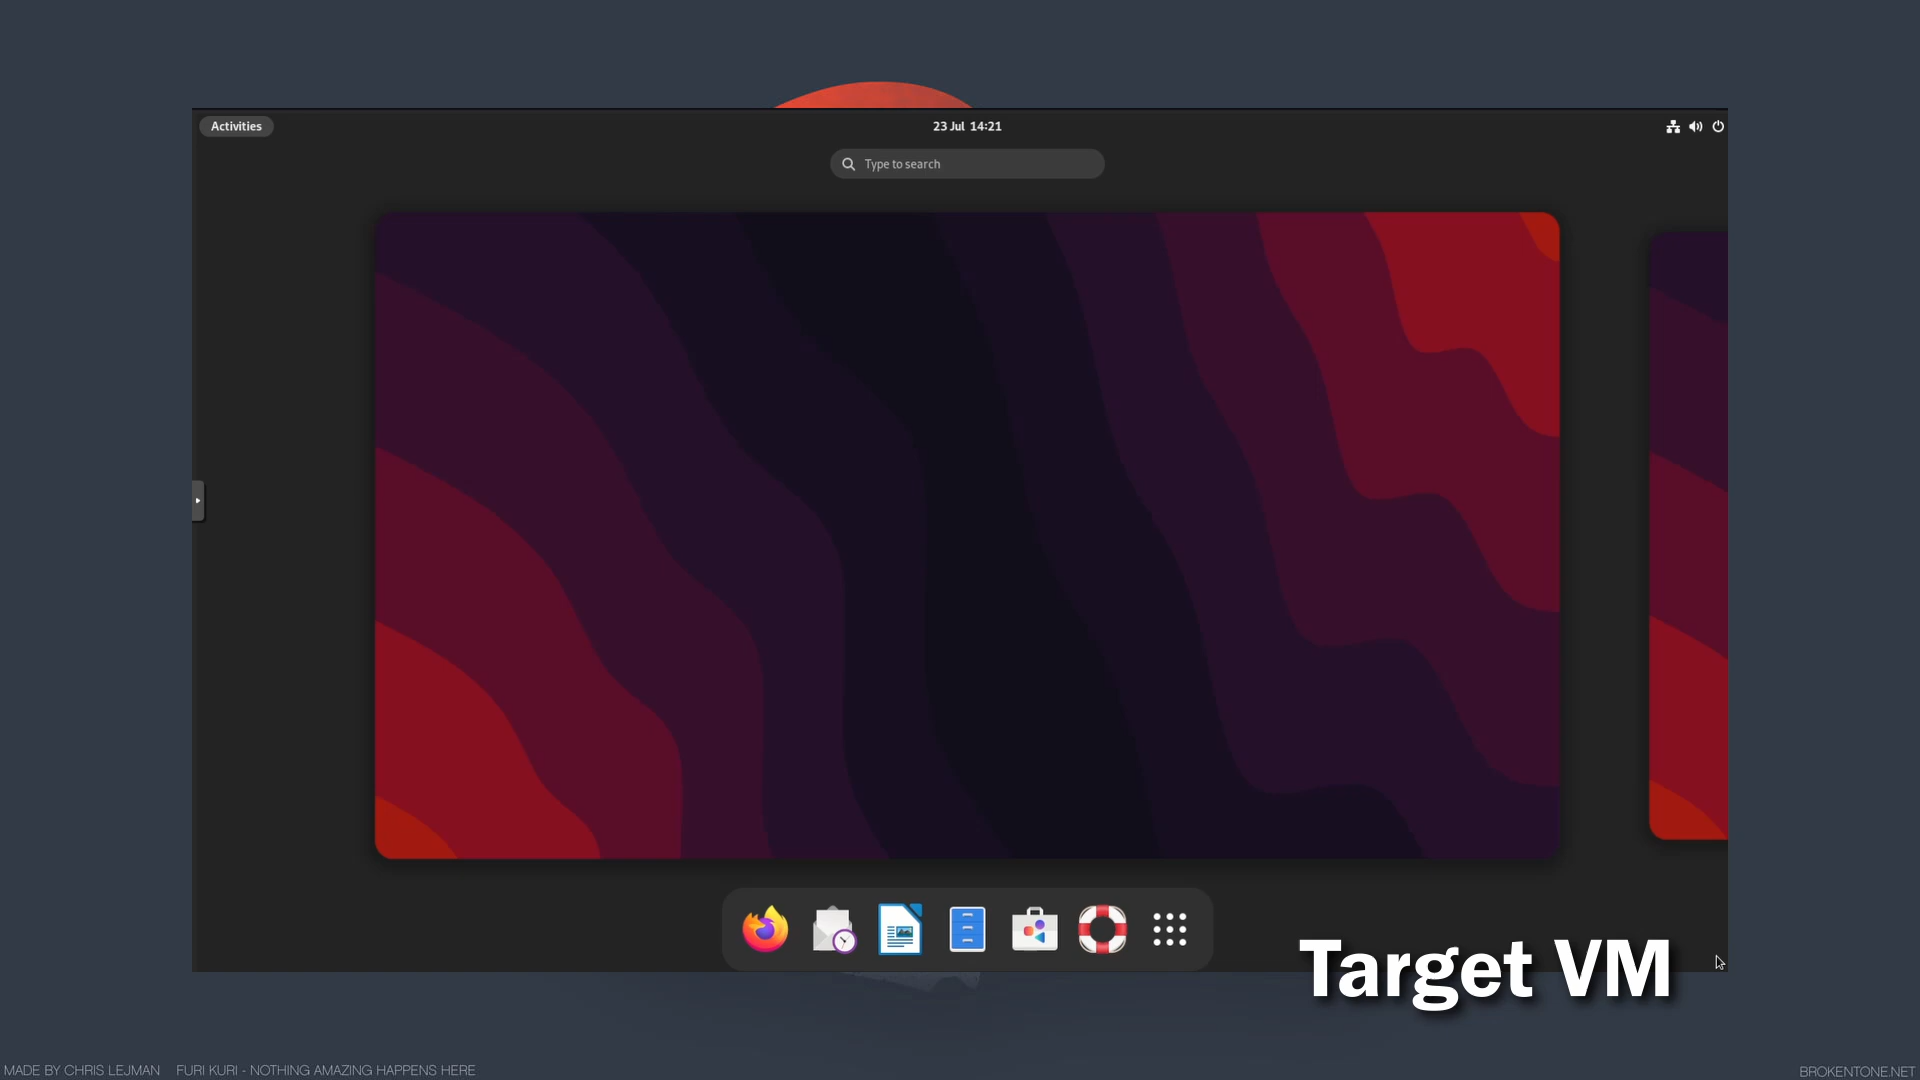 Activities
23 Jul 14:21
Type to search
Target VM
MADE BY CHRIS LEJMAN FURI KURI - NOTHING AMAZING HAPPENS HERE
BROKENTONE.NET